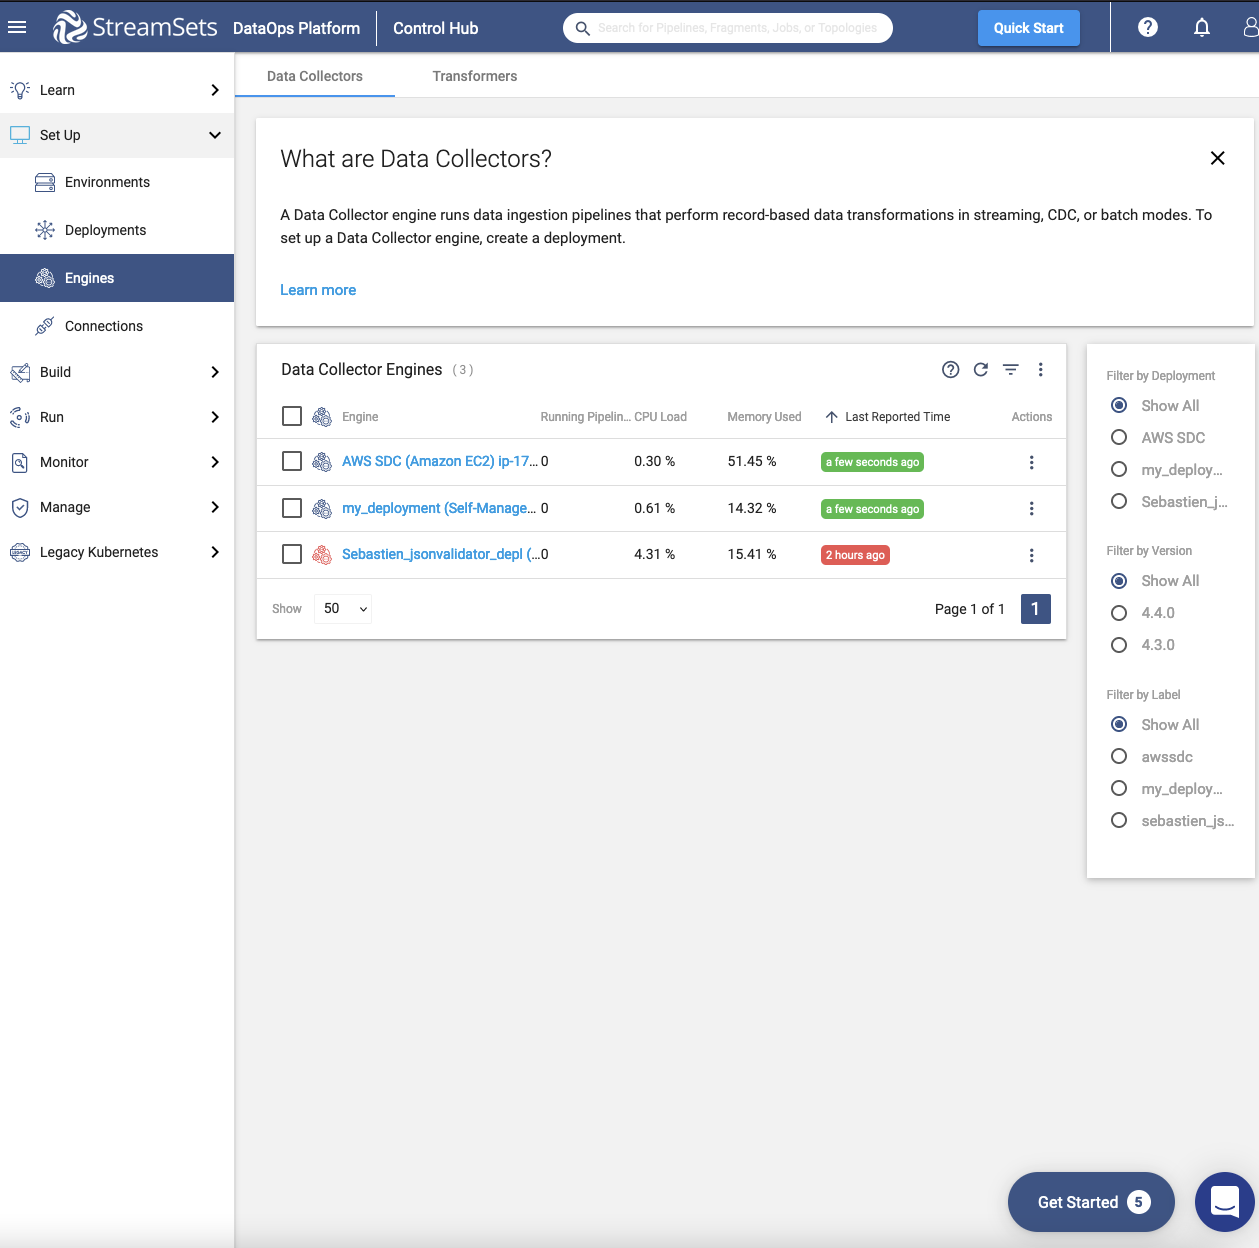 StreamSets DataOps Platform Control Hub
Search for Pipelines, Fragments, Jobs, or Topologies
Quick Start
Learn
Set Up
Environments
Deployments
Engines
Connections
Build
Run
Monitor
Manage
Legacy Kubernetes
Data Collectors Transformers
What are Data Collectors?
A Data Collector engine runs data ingestion pipelines that perform record-based data transformations in streaming, CDC, or batch modes. To
set up a Data Collector engine, create a deployment.
Learn more
Data Collector Engines (3)
Engine Running Pipelin... CPU Load Memory Used Last Reported Time Actions
AWS SDC (Amazon EC2) ip-17... 0 0.30 % 51.45 % a few seconds ago
my_deployment (Self-Manage... 0 0.61 % 14.32 % a few seconds ago
Sebastien_jsonvalidator_depl (... 0 4.31 % 15.41 % 2 hours ago
Show 50 Page 1 of 1 1
Filter by Deployment
Show All
AWS SDC
my_deploy...
Sebastien_j...
Filter by Version
Show All
4.4.0
4.3.0
Filter by Label
Show All
awssdc
my_deploy...
sebastien_js...
Get Started 5